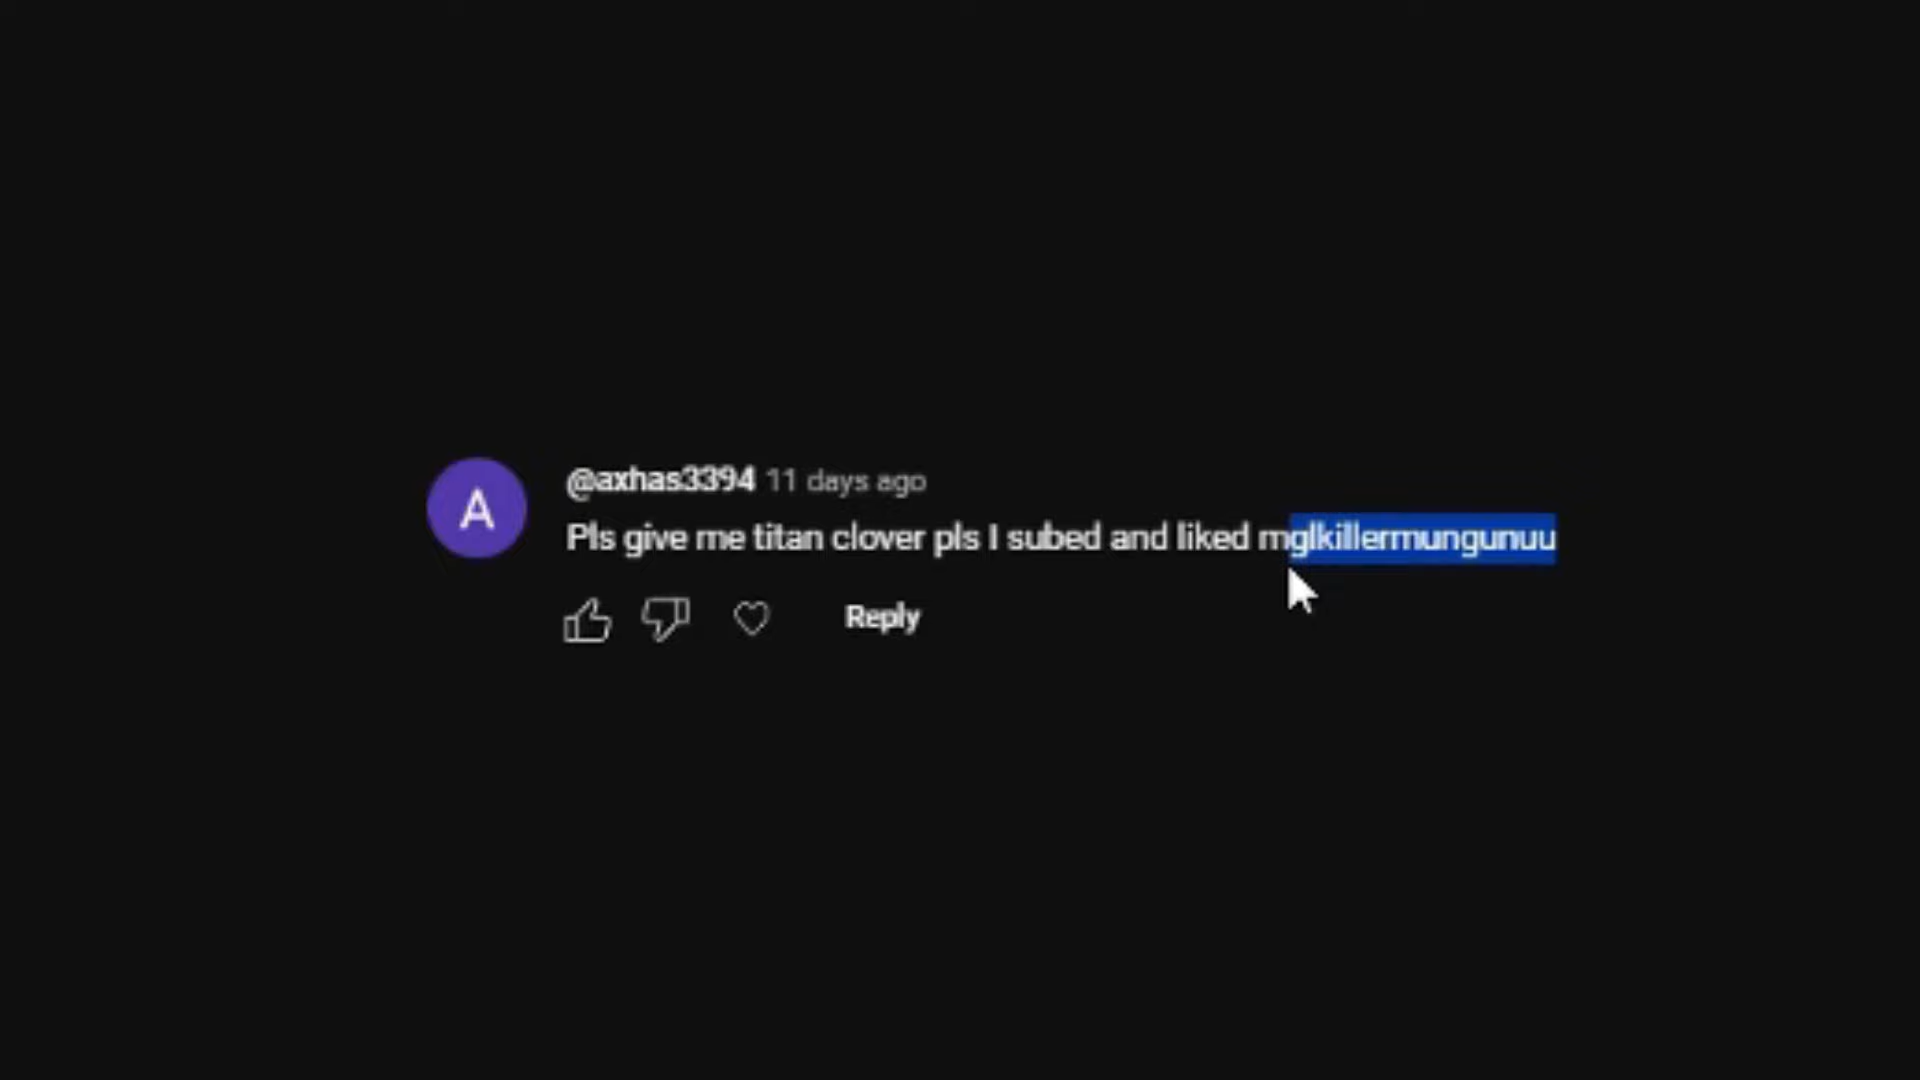 A
@axhas3394 11 days ago
Pls give me titan clover pls I subed and liked mglkillermungunuu
Reply